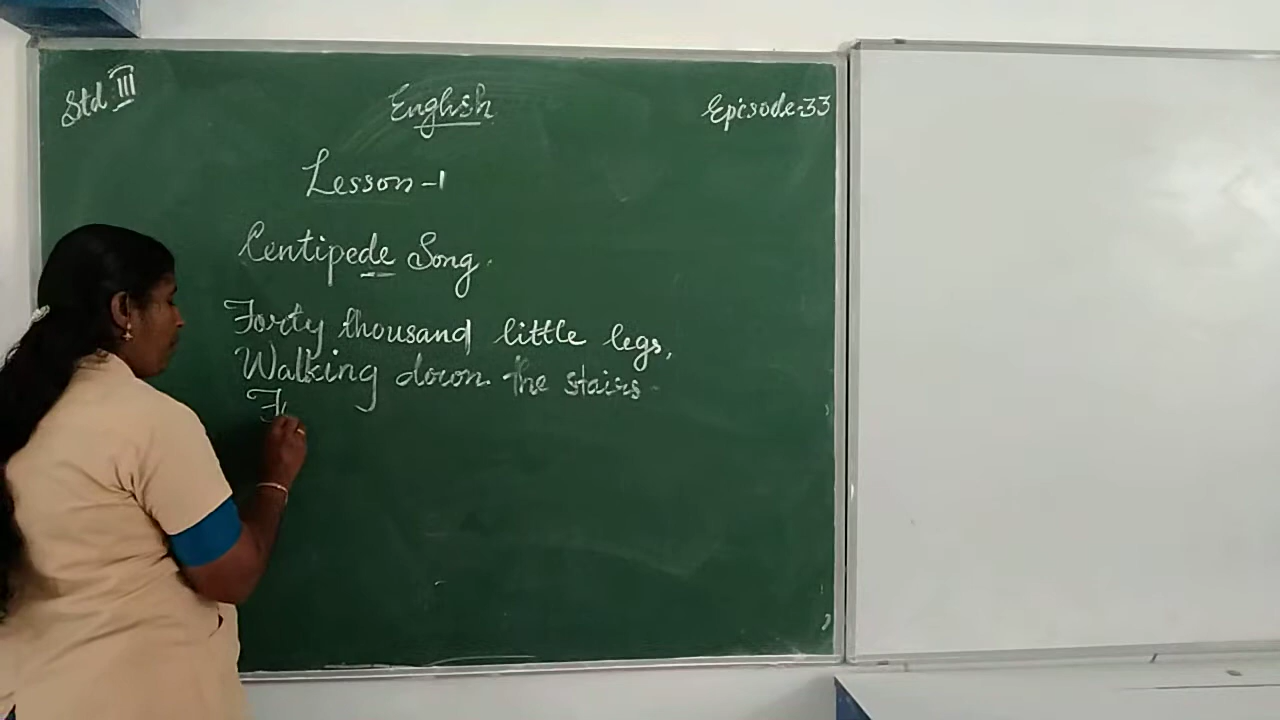 Std III
English
Episode-33
Lesson-1
Centipede Song.
Forty thousand little legs,
Walking down the stairs
F